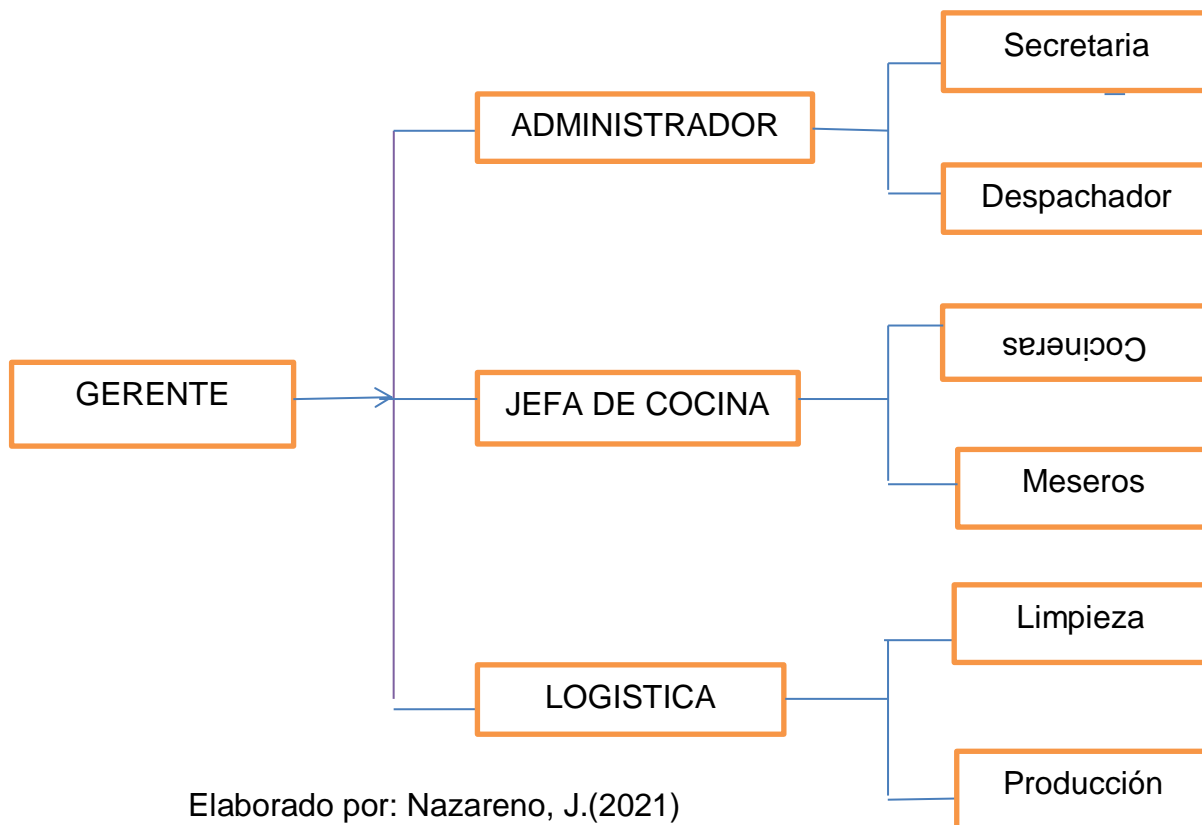 GERENTE
ADMINISTRADOR
Secretaria
Despachador
JEFA DE COCINA
Cocineras
Meseros
LOGISTICA
Limpieza
Producción
Elaborado por: Nazareno, J.(2021)